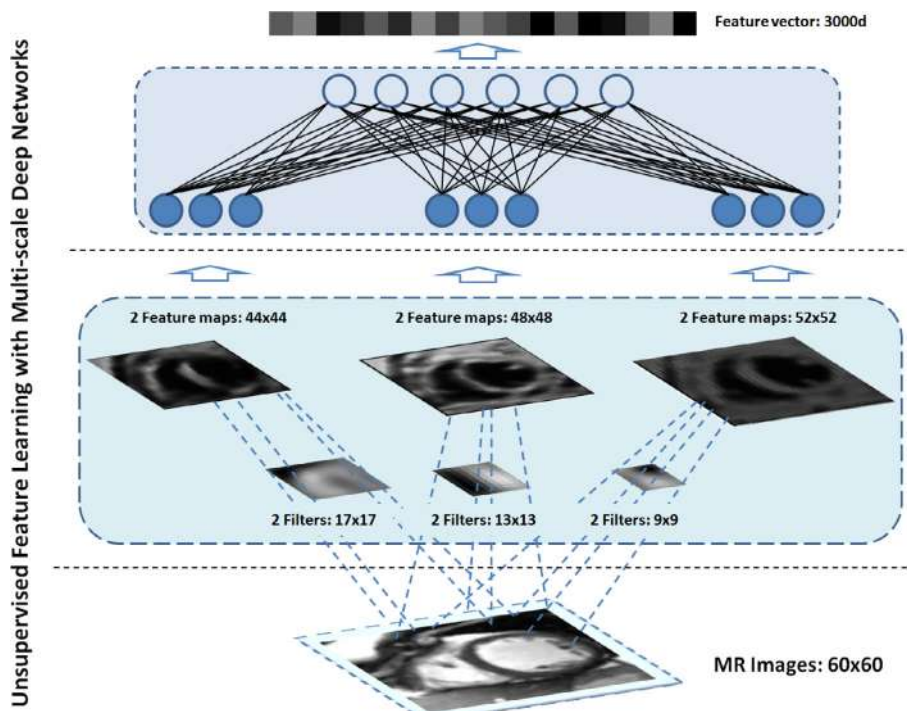 Feature vector: 3000d
Unsupervised Feature Learning with Multi-scale Deep Networks
2 Feature maps: 44x44
2 Feature maps: 48x48
2 Feature maps: 52x52
2 Filters: 17x17
2 Filters: 13x13
2 Filters: 9x9
MR Images: 60x60